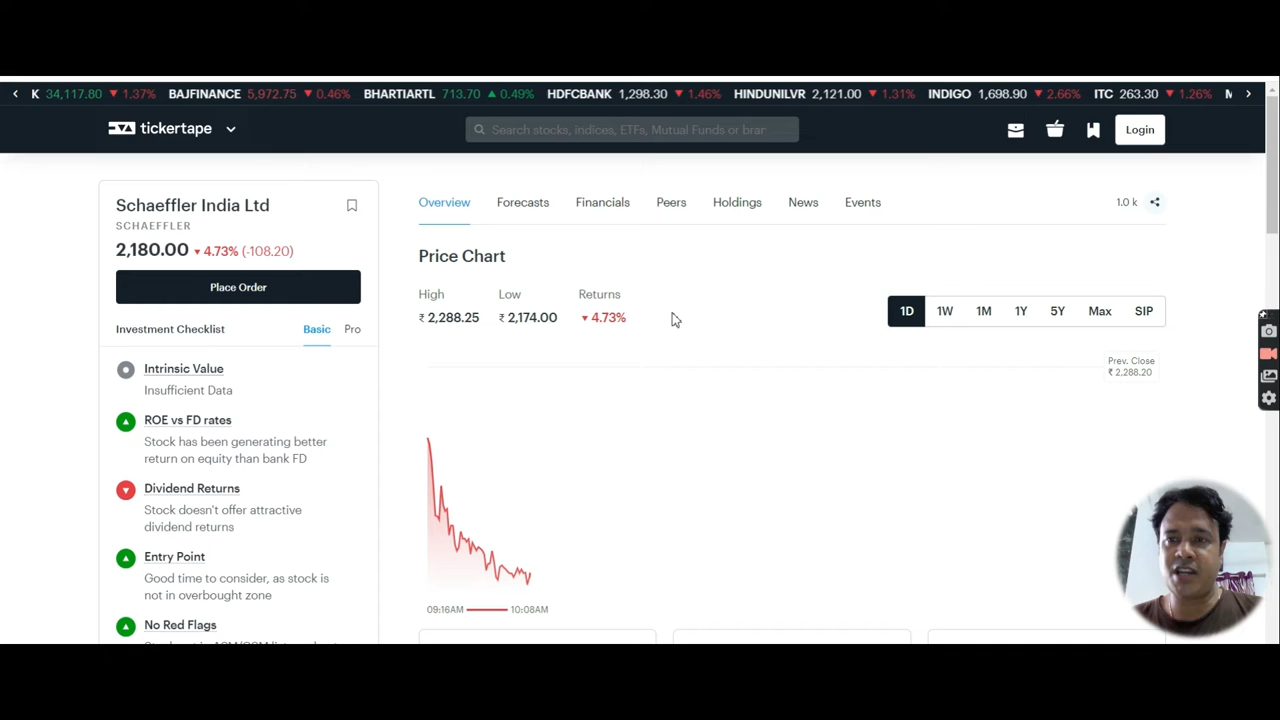 K 34,117.80 ▼ 1.37% BAJFINANCE 5,972.75 ▼ 0.46% BHARTIARTL 713.70 ▲ 0.49% HDFCBANK 1,298.30 ▼ 1.46% HINDUNILVR 2,121.00 ▼ 1.31% INDIGO 1,698.90 ▼ 2.66% ITC 263.30 ▼ 1.26%
tickertape
Search stocks, indices, ETFs, Mutual Funds or bran
Login
Schaeffler India Ltd
SCHAEFFLER
2,180.00 ▼ 4.73% (-108.20)
Place Order
Investment Checklist Basic Pro
Intrinsic Value
Insufficient Data
ROE vs FD rates
Stock has been generating better
return on equity than bank FD
Dividend Returns
Stock doesn't offer attractive
dividend returns
Entry Point
Good time to consider, as stock is
not in overbought zone
No Red Flags
Overview Forecasts Financials Peers Holdings News Events 1.0 k
Price Chart
High Low Returns
₹ 2,288.25 ₹ 2,174.00 ▼ 4.73%
1D 1W 1M 1Y 5Y Max SIP
Prev. Close
₹ 2,288.20
09:16AM 10:08AM